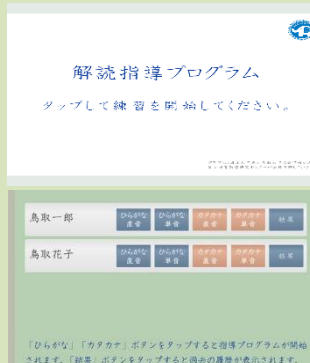 解読指導プログラム
タップして練習を開始してください。
鳥取一郎
ひらがな 直音
ひらがな 単音
カタカナ 直音
カタカナ 単音
結果
鳥取花子
ひらがな 直音
ひらがな 単音
カタカナ 直音
カタカナ 単音
結果
「ひらがな」「カタカナ」ボタンをタップすると指導プログラムが開始
されます。「結果」ボタンをタップすると過去の履歴が表示されます。